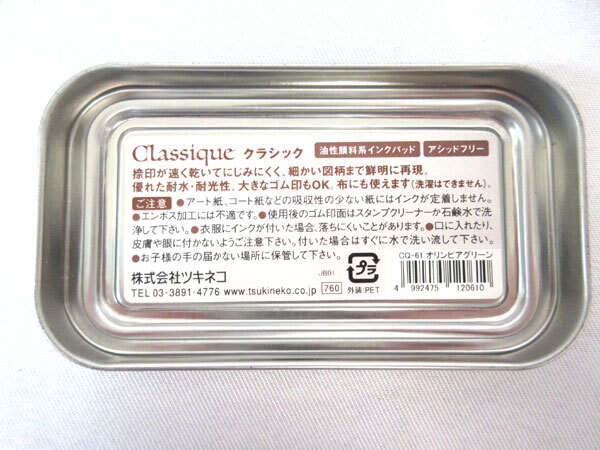 Classique クラシック 油性顔料系インクパッド アシッドフリー
捺印が速く乾いてにじみにくく、細かい図柄まで鮮明に再現。
優れた耐水・耐光性。大きなゴム印もOK。布にも使えます(洗濯はできません)。
ご注意 ●アート紙、コート紙などの吸収性の少ない紙にはインクが定着しません。
●エンボス加工には不適です。●使用後のゴム印面はスタンプクリーナーか石鹸水で洗
浄して下さい。●衣服にインクが付いた場合、落ちにくいことがあります。●口に入れたり、
皮膚や眼に付かないようご注意下さい。付いた場合はすぐに水で洗い流して下さい。
●お子様の手の届かない場所に保管して下さい。
CQ-61 オリンピアグリーン
株式会社ツキネコ JB01 プラ
TEL 03-3891-4776 www.tsukineko.co.jp 760 外装:PET
4 992475 120610